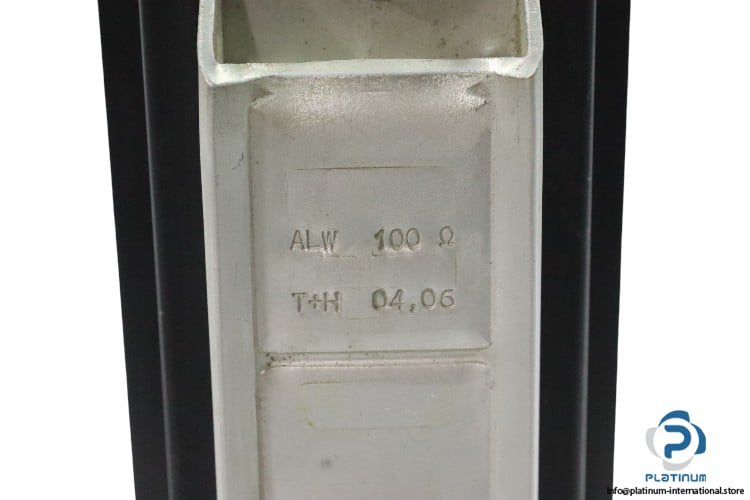 ALW 100 Ω
T+H 04,06
PLATINUM
info@platinum-international.store